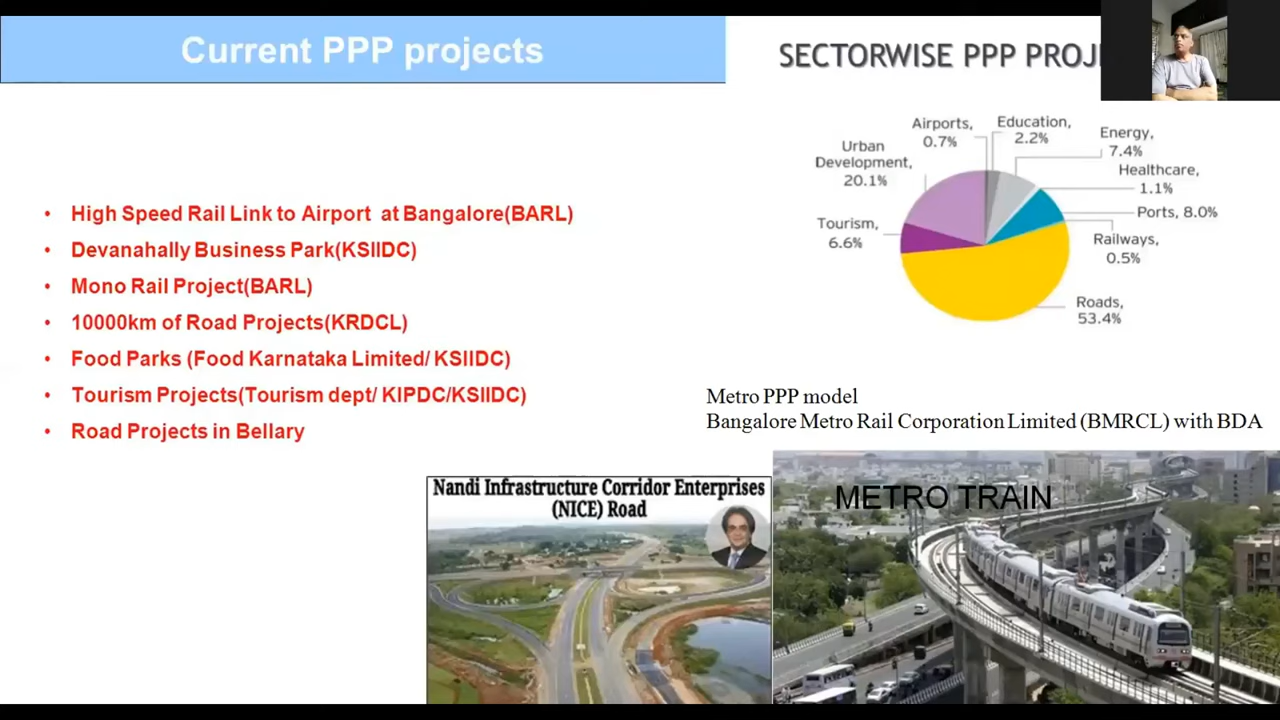 Current PPP projects
• High Speed Rail Link to Airport at Bangalore(BARL)
• Devanahally Business Park(KSIIDC)
• Mono Rail Project(BARL)
• 10000km of Road Projects(KRDCL)
• Food Parks (Food Karnataka Limited/ KSIIDC)
• Tourism Projects(Tourism dept/ KIPDC/KSIIDC)
• Road Projects in Bellary
SECTORWISE PPP
Airports,
0.7%
Education,
2.2%
Energy,
7.4%
Healthcare,
1.1%
Ports, 8.0%
Railways,
0.5%
Roads,
53.4%
Tourism,
6.6%
Urban
Development,
20.1%
Metro PPP model
Bangalore Metro Rail Corporation Limited (BMRCL) with BDA
Nandi Infrastructure Corridor Enterprises
(NICE) Road
METRO TRAIN